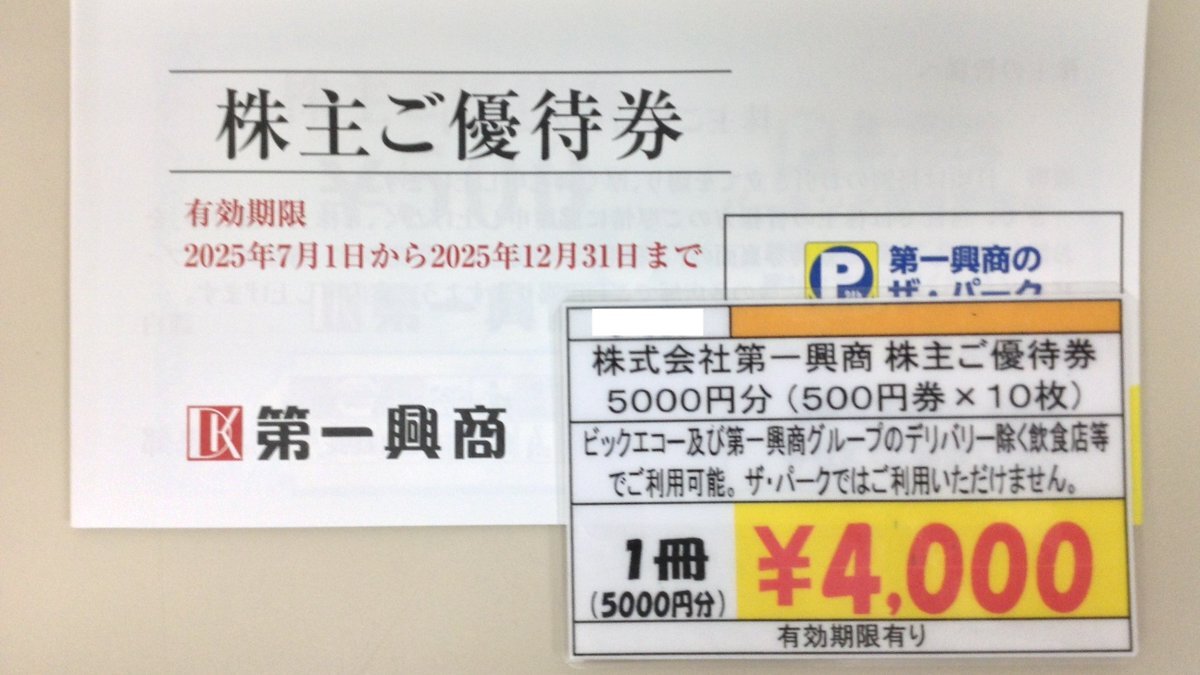 株主ご優待券
有効期限
2025年7月1日から2025年12月31日まで
第一興商
第一興商の
ザ・パーク
株式会社第一興商 株主ご優待券
5000円分（500円券×10枚）
ビックエコー及び第一興商グループのデリバリー除く飲食店等
でご利用可能。ザ・パークではご利用いただけません。
1冊
（5000円分）
¥4,000
有効期限有り